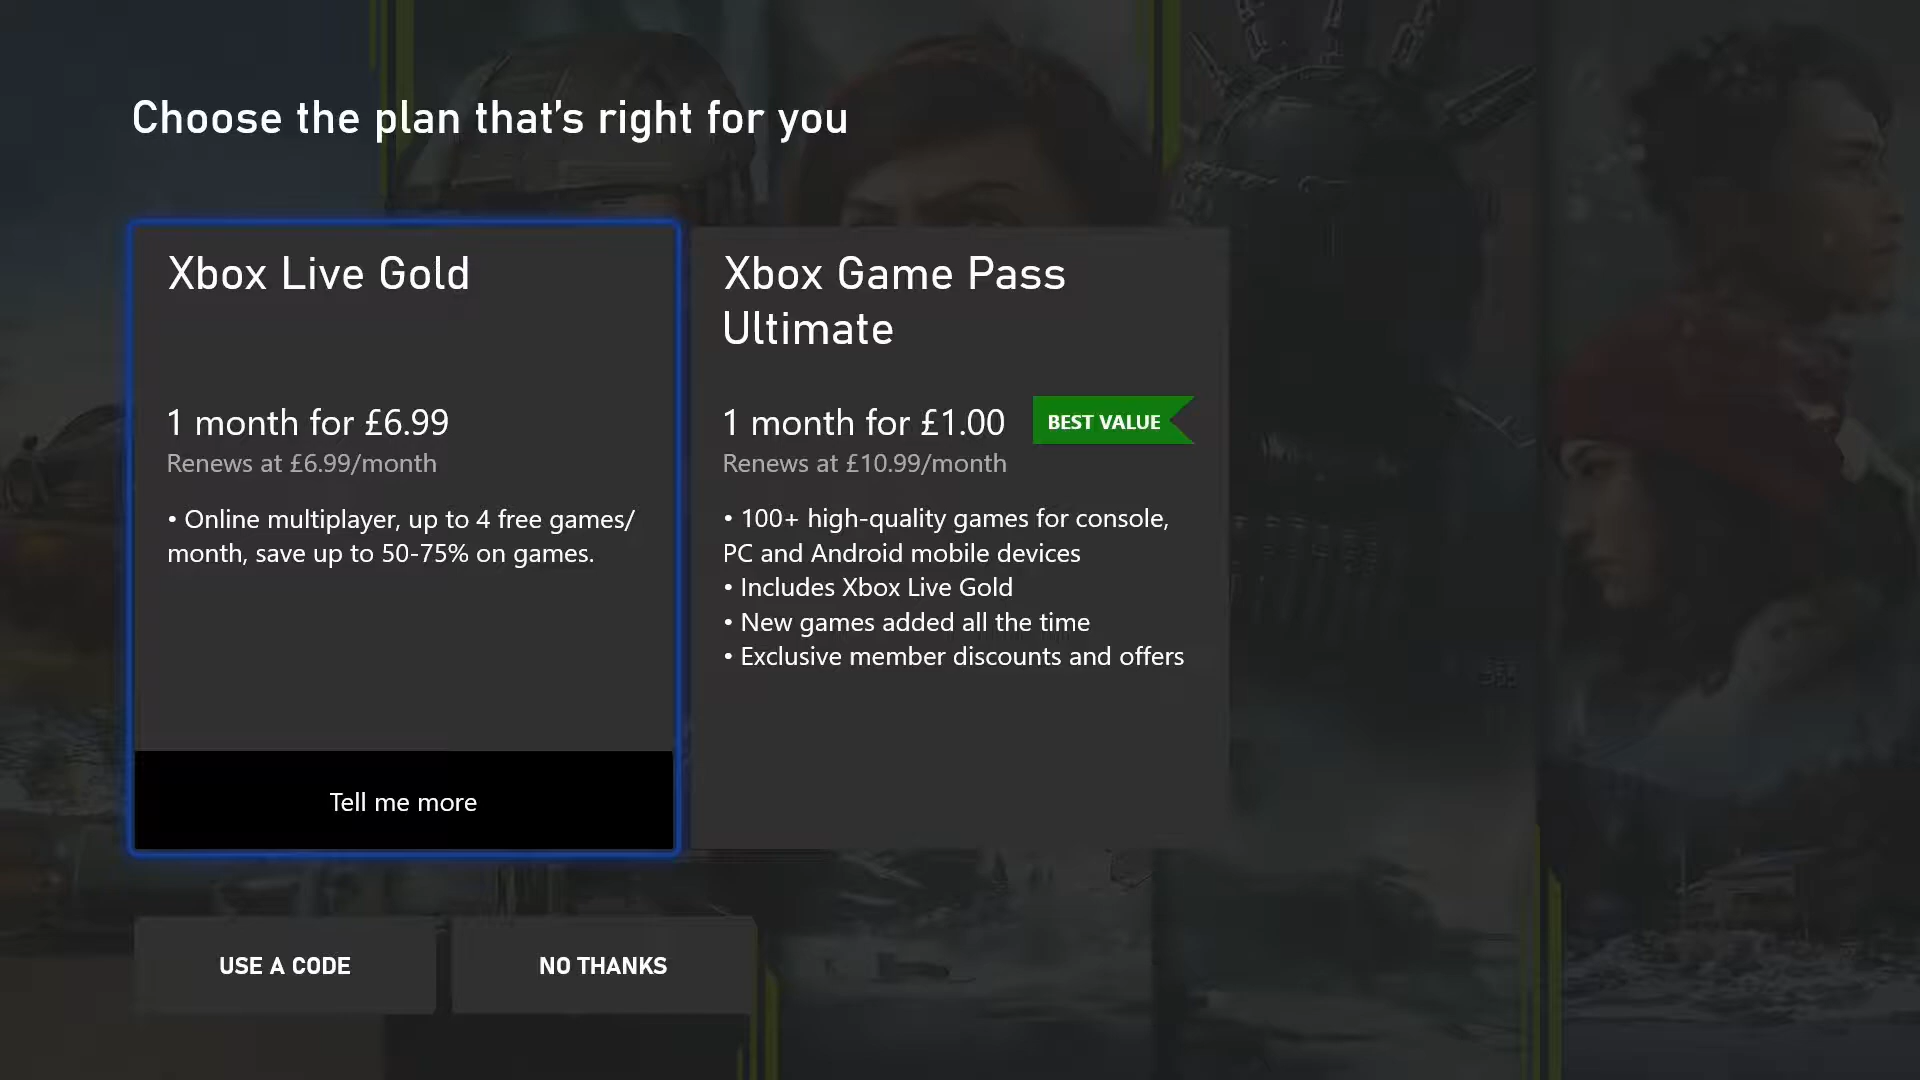 Choose the plan that's right for you
Xbox Live Gold
1 month for £6.99
Renews at £6.99/month
• Online multiplayer, up to 4 free games/
month, save up to 50-75% on games.
Tell me more
Xbox Game Pass
Ultimate
1 month for £1.00
BEST VALUE
Renews at £10.99/month
• 100+ high-quality games for console,
PC and Android mobile devices
• Includes Xbox Live Gold
• New games added all the time
• Exclusive member discounts and offers
USE A CODE
NO THANKS